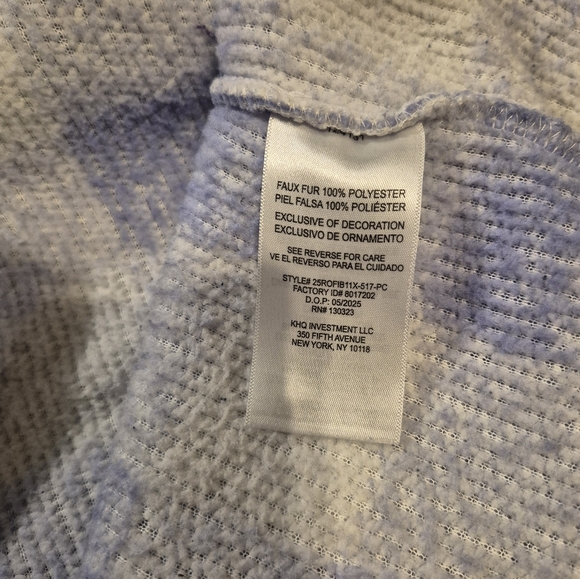 FAUX FUR 100% POLYESTER
PIEL FALSA 100% POLIÉSTER
EXCLUSIVE OF DECORATION
EXCLUSIVO DE ORNAMENTO
SEE REVERSE FOR CARE
VE EL REVERSO PARA EL CUIDADO
STYLE# 25ROFIB11X-517-PC
FACTORY ID# 8017202
D.O.P: 05/2025
RN# 130323
KHQ INVESTMENT LLC
350 FIFTH AVENUE
NEW YORK, NY 10118